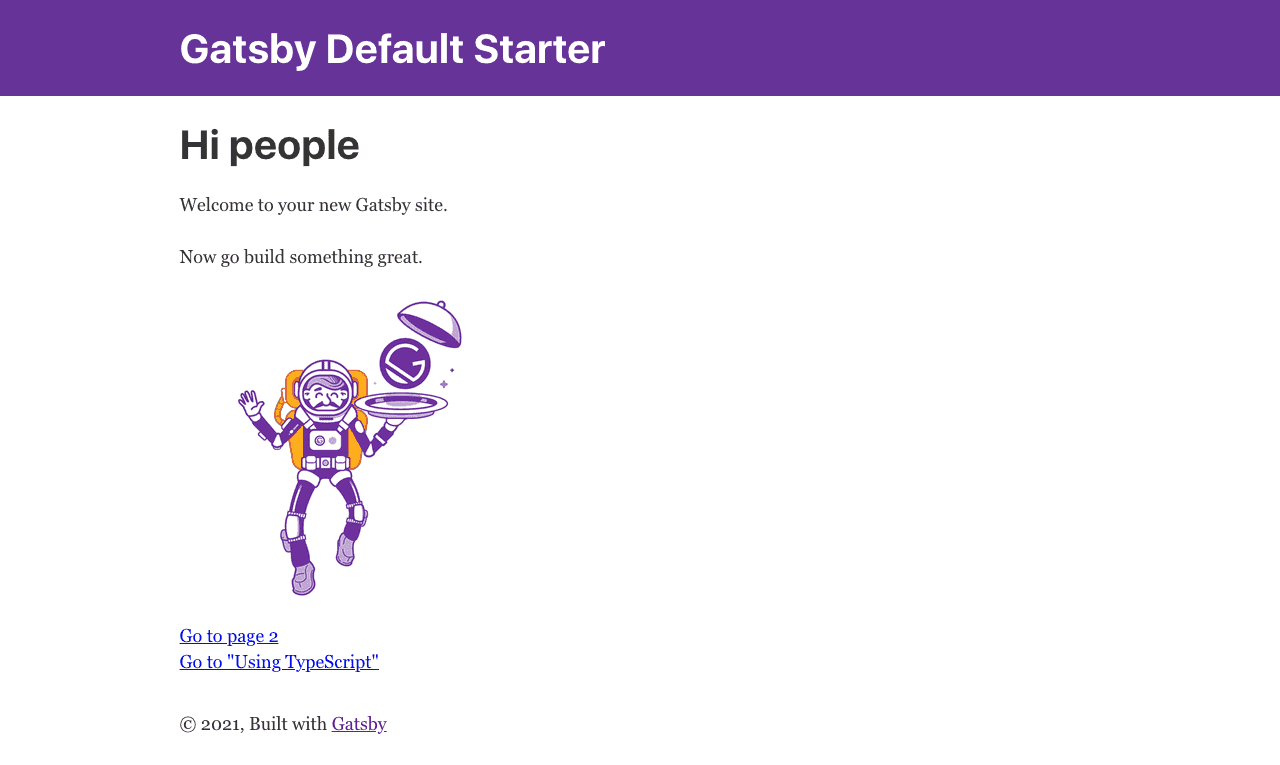 Gatsby Default Starter
Hi people
Welcome to your new Gatsby site.
Now go build something great.
Go to page 2
Go to "Using TypeScript"
© 2021, Built with Gatsby